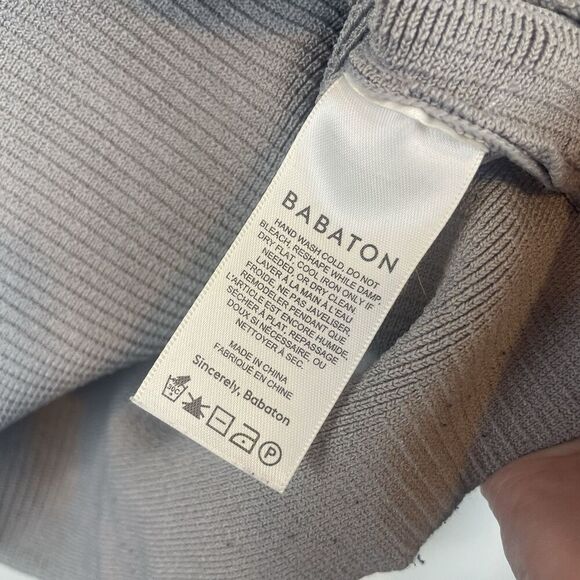 BABATON
HAND WASH COLD, DO NOT
BLEACH, RESHAPE WHILE DAMP,
DRY FLAT, COOL IRON ONLY IF
NEEDED, OR DRY CLEAN.
LAVER À LA MAIN À L'EAU
FROIDE, NE PAS JAVELISER,
REMODELER PENDANT QUE
L'ARTICLE EST ENCORE HUMIDE,
SÉCHER À PLAT, REPASSAGE
DOUX SI NÉCESSAIRE, OU
NETTOYER À SEC.
MADE IN CHINA
FABRIQUÉ EN CHINE
Sincerely, Babaton
P